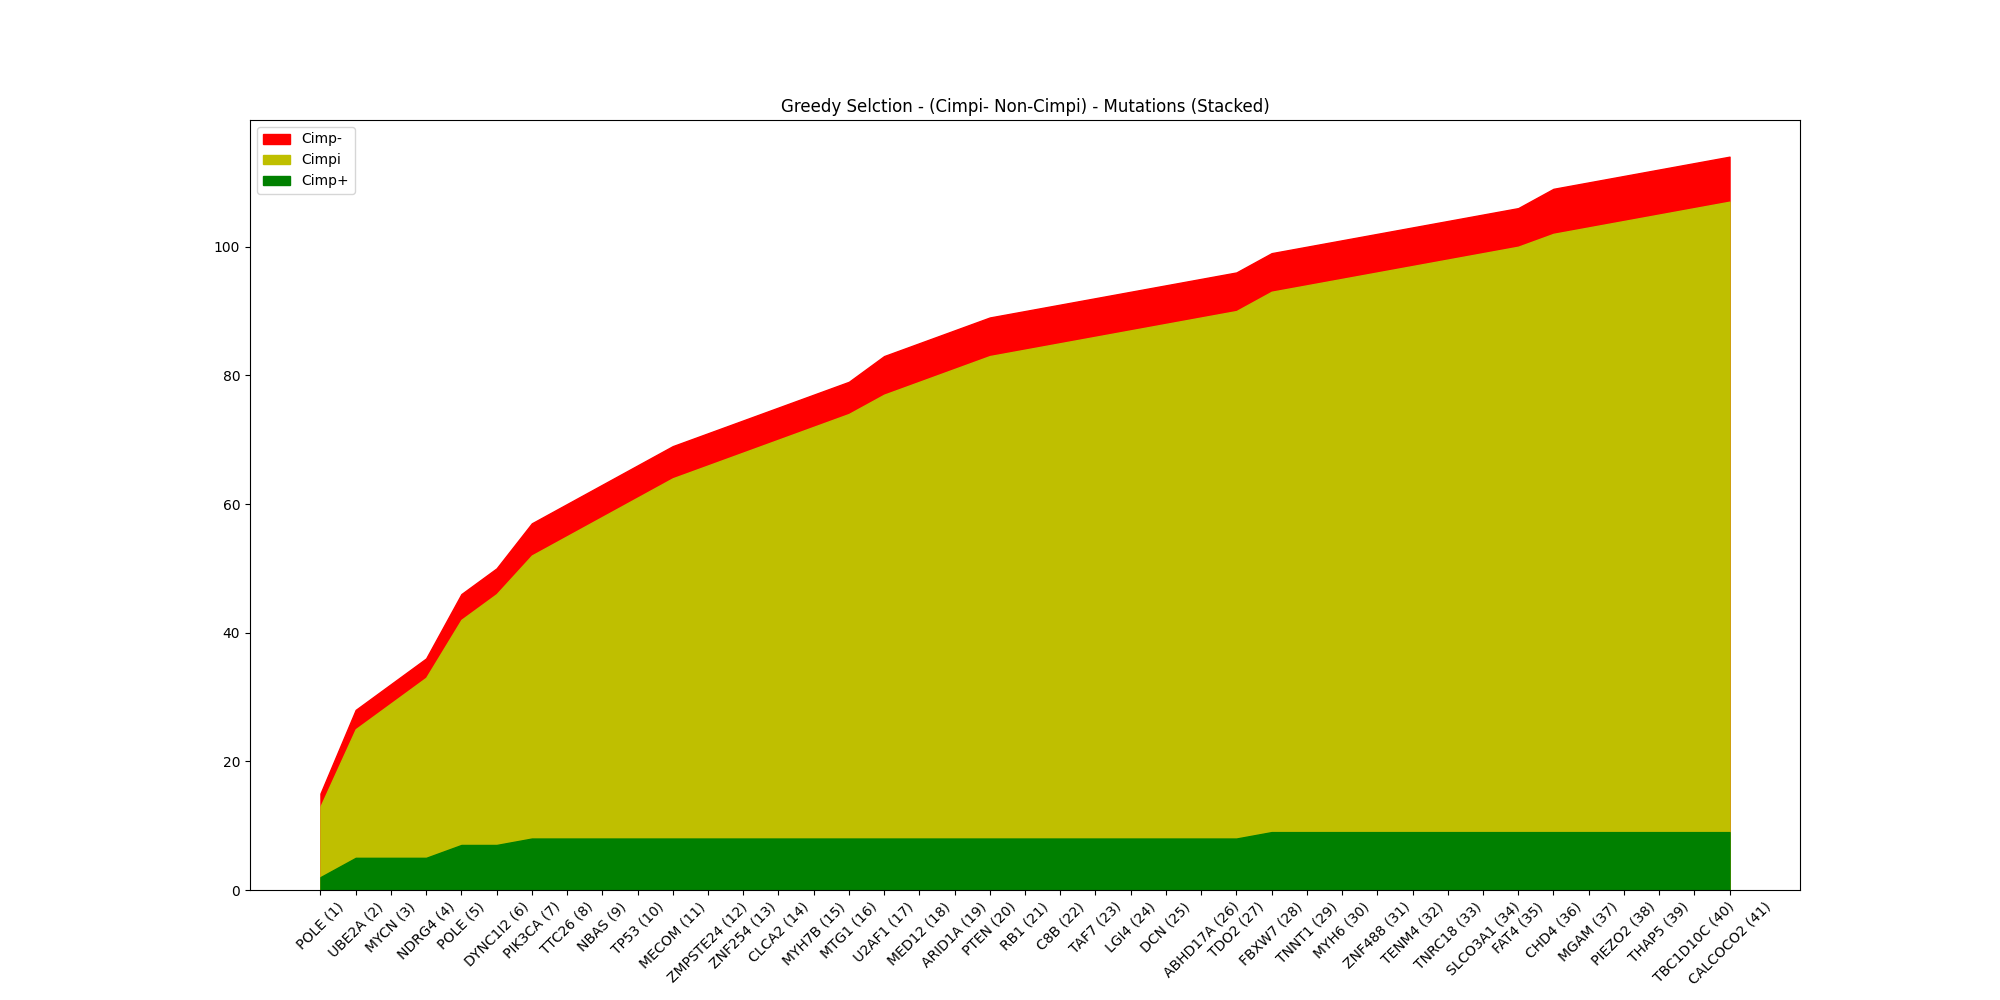 Greedy Selction - (Cimpi- Non-Cimpi) - Mutations (Stacked)
Cimp-
Cimpi
Cimp+
100
80
60
40
20
0
POLE (1)
UBE2A (2)
MYCN (3)
NDRG4 (4)
POLE (5)
DYNC1I2 (6)
PIK3CA (7)
TTC26 (8)
NBAS (9)
TP53 (10)
MECOM (11)
ZMPSTE24 (12)
ZNF254 (13)
CLCA2 (14)
MYH7B (15)
MTG1 (16)
U2AF1 (17)
MED12 (18)
ARID1A (19)
PTEN (20)
RB1 (21)
C8B (22)
TAF7 (23)
LGI4 (24)
DCN (25)
ABHD17A (26)
TDO2 (27)
FBXW7 (28)
TNNT1 (29)
MYH6 (30)
ZNF488 (31)
TENM4 (32)
TNRC18 (33)
SLCO3A1 (34)
FAT4 (35)
CHD4 (36)
MGAM (37)
PIEZO2 (38)
THAP5 (39)
TBC1D10C (40)
CALCOCO2 (41)